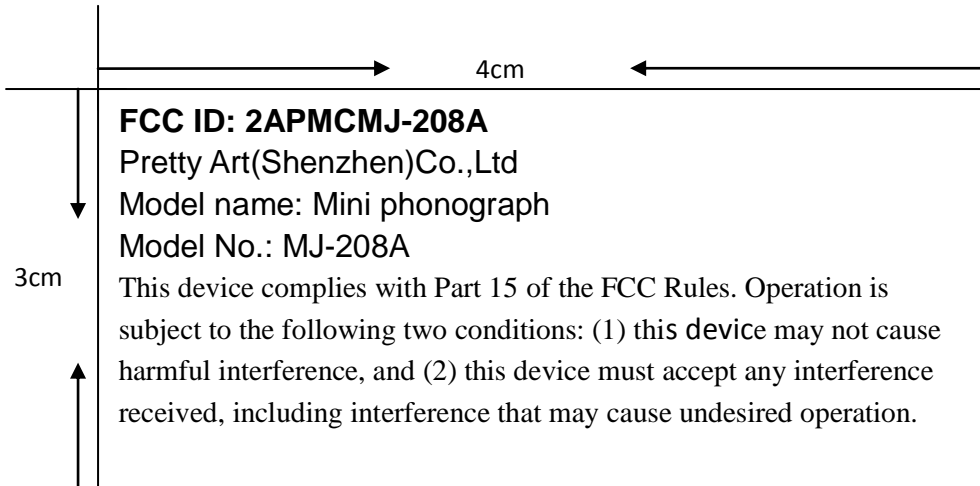 4cm
FCC ID: 2APMCMJ-208A
Pretty Art(Shenzhen)Co.,Ltd
Model name: Mini phonograph
Model No.: MJ-208A
3cm
This device complies with Part 15 of the FCC Rules. Operation is
subject to the following two conditions: (1) this device may not cause
harmful interference, and (2) this device must accept any interference
received, including interference that may cause undesired operation.